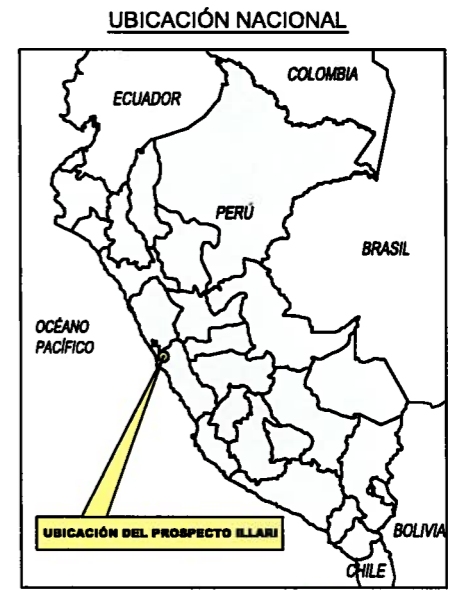 UBICACIÓN NACIONAL
COLOMBIA
ECUADOR
PERÚ
BRASIL
OCÉANO
PACÍFICO
UBICACIÓN DEL PROSPECTO ILLARI
BOLIVIA
CHILE